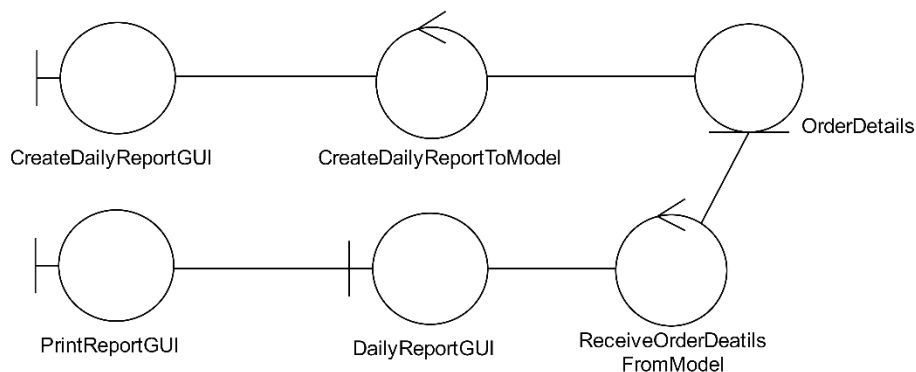 OrderDetails
CreateDailyReportGUI
CreateDailyReportToModel
PrintReportGUI
DailyReportGUI
ReceiveOrderDeatils
FromModel